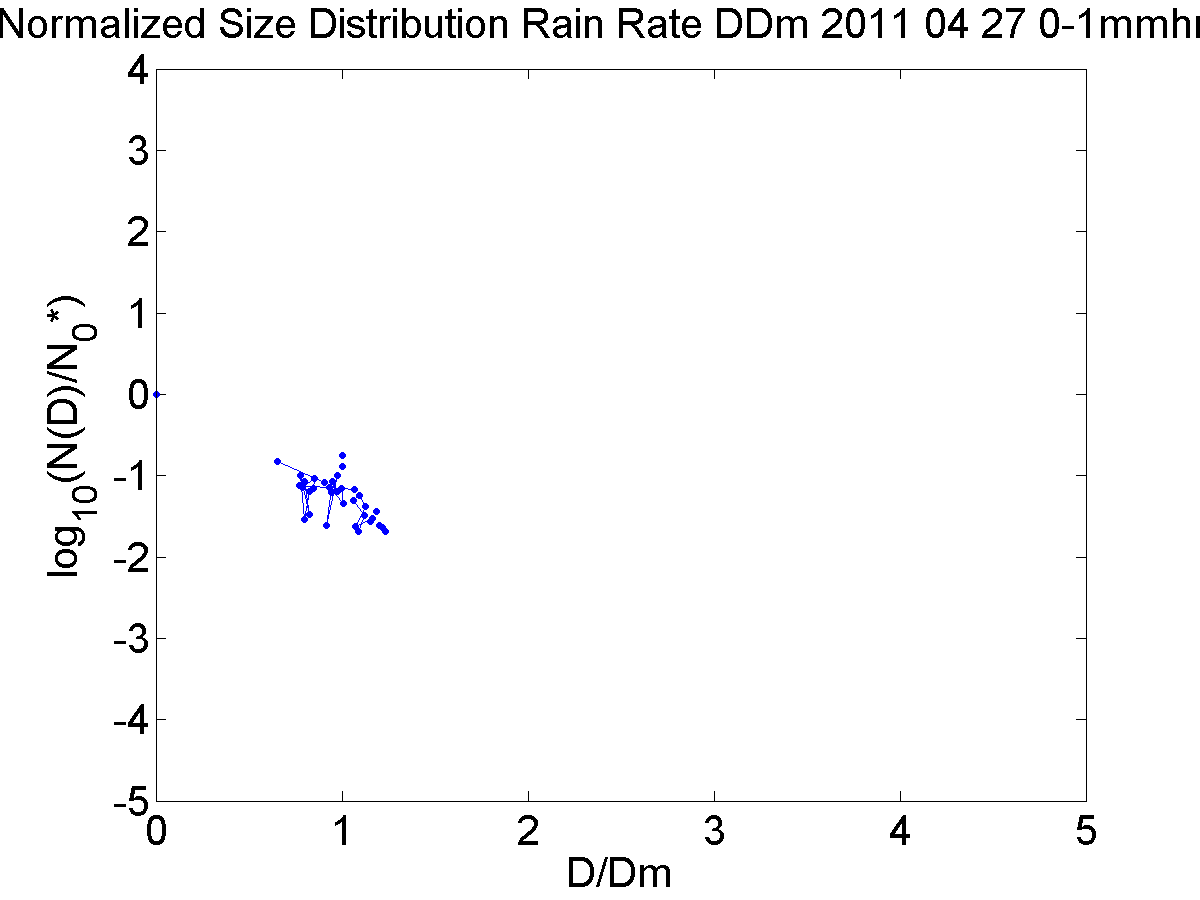 Normalized Size Distribution Rain Rate DDm 2011 04 27 0-1mmh
4
3
2
1
0
-1
-2
-3
-4
-5
log10(N(D)/N0*)
0 1 2 3 4 5
D/Dm